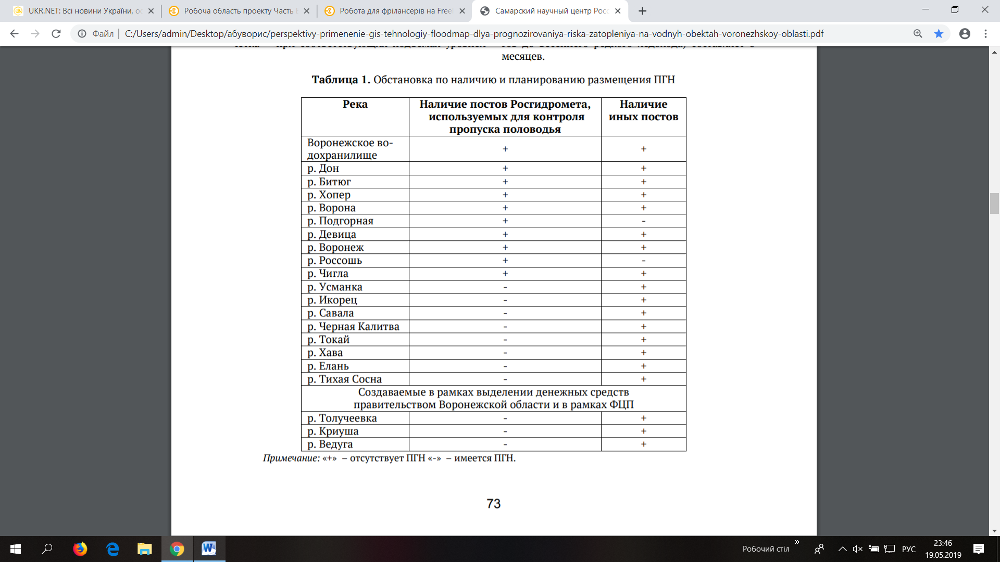 UKR.NET: Всі новини України, ос
Робоча область проекту Часть Е
Робота для фрілансерів на Free
Самарский научный центр Росс
Файл
C:/Users/admin/Desktop/абуворис/perspektivy-primenenie-gis-tehnologiy-floodmap-dlya-prognozirovaniya-riska-zatopleniya-na-vodnyh-obektah-voronezhskoy-oblasti.pdf
месяцев.
Таблица 1. Обстановка по наличию и планированию размещения ПГН
Река
Наличие постов Росгидромета,
используемых для контроля
пропуска половодья
Наличие
иных постов
Воронежское во-
дохранилище
+ +
р. Дон + +
р. Битюг + +
р. Хопер + +
р. Ворона + +
р. Подгорная + -
р. Девица + +
р. Воронеж + +
р. Россошь + -
р. Чигла + +
р. Усманка - +
р. Икорец - +
р. Савала - +
р. Черная Калитва - +
р. Токай - +
р. Хава - +
р. Елань - +
р. Тихая Сосна - +
Создаваемые в рамках выделении денежных средств
правительством Воронежской области и в рамках ФЦП
р. Толучеевка - +
р. Криуша - +
р. Ведуга - +
Примечание: «+» – отсутствует ПГН «-» – имеется ПГН.
73
Робочий стіл
РУС
23:46
19.05.2019